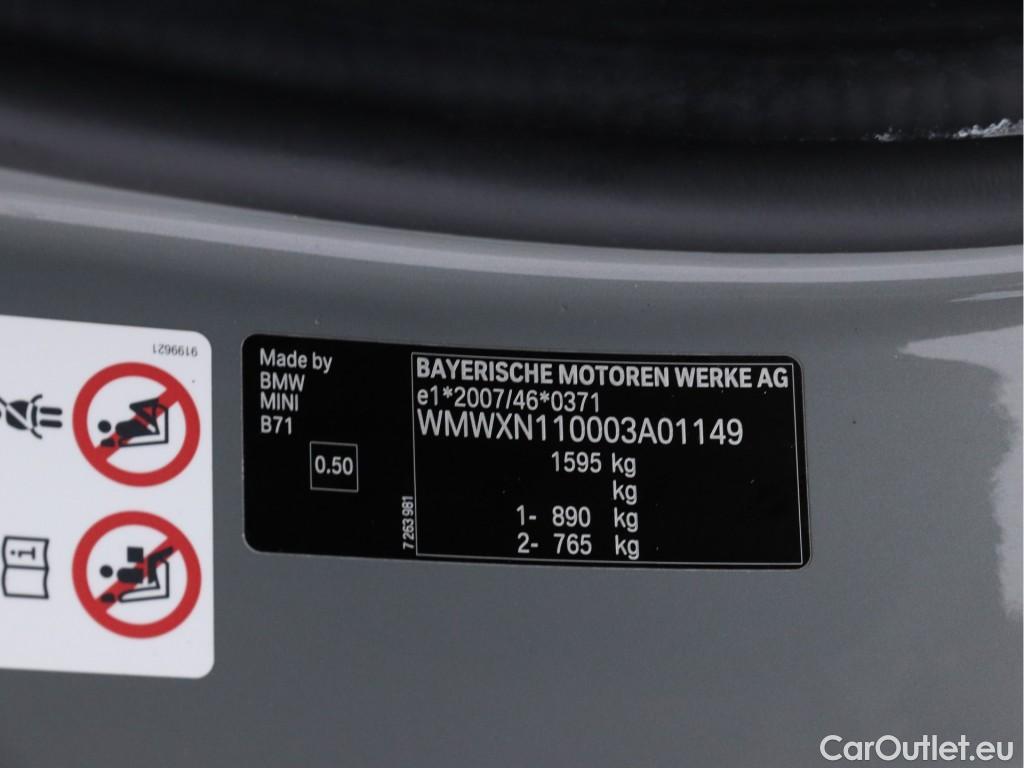 9199621
Made by
BMW
MINI
B71
0.50
7 263 981
BAYERISCHE MOTOREN WERKE AG
e1*2007/46*0371
WMWXN110003A01149
1595 kg
kg
1- 890 kg
2- 765 kg
i
CarOutlet.eu